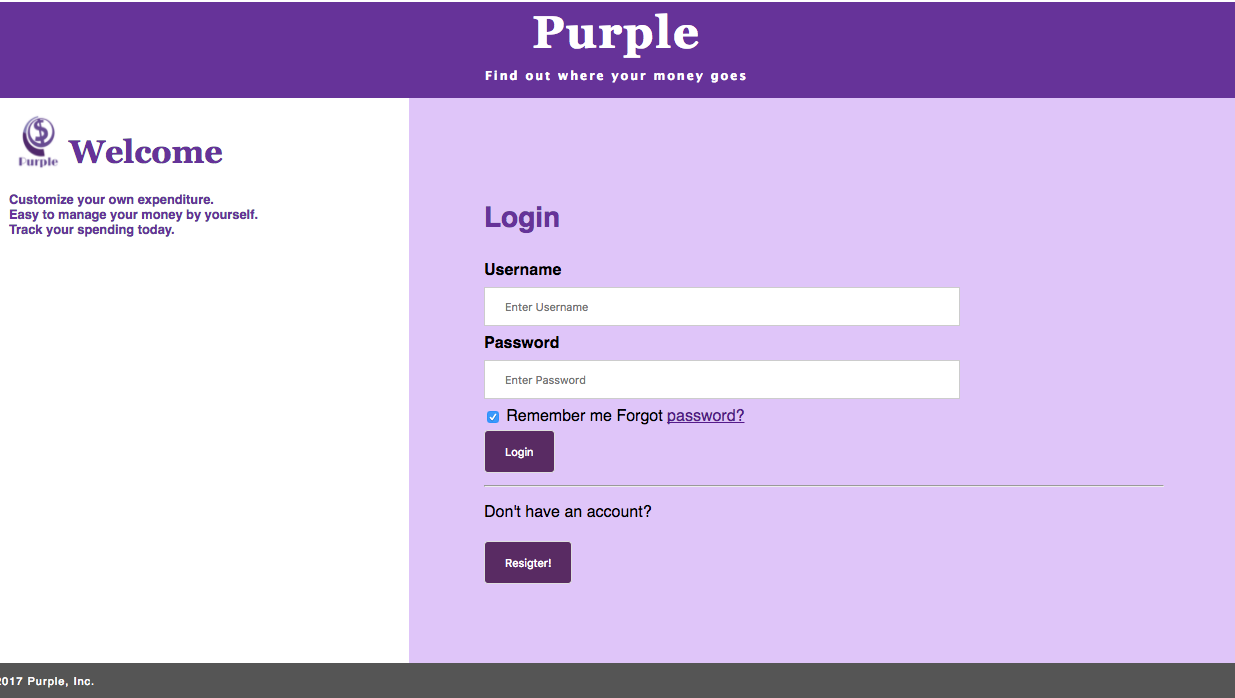 Purple
Find out where your money goes
Purple
Welcome
Customize your own expenditure.
Easy to manage your money by yourself.
Track your spending today.
Login
Username
Enter Username
Password
Enter Password
Remember me Forgot password?
Login
Don't have an account?
Resigter!
2017 Purple, Inc.